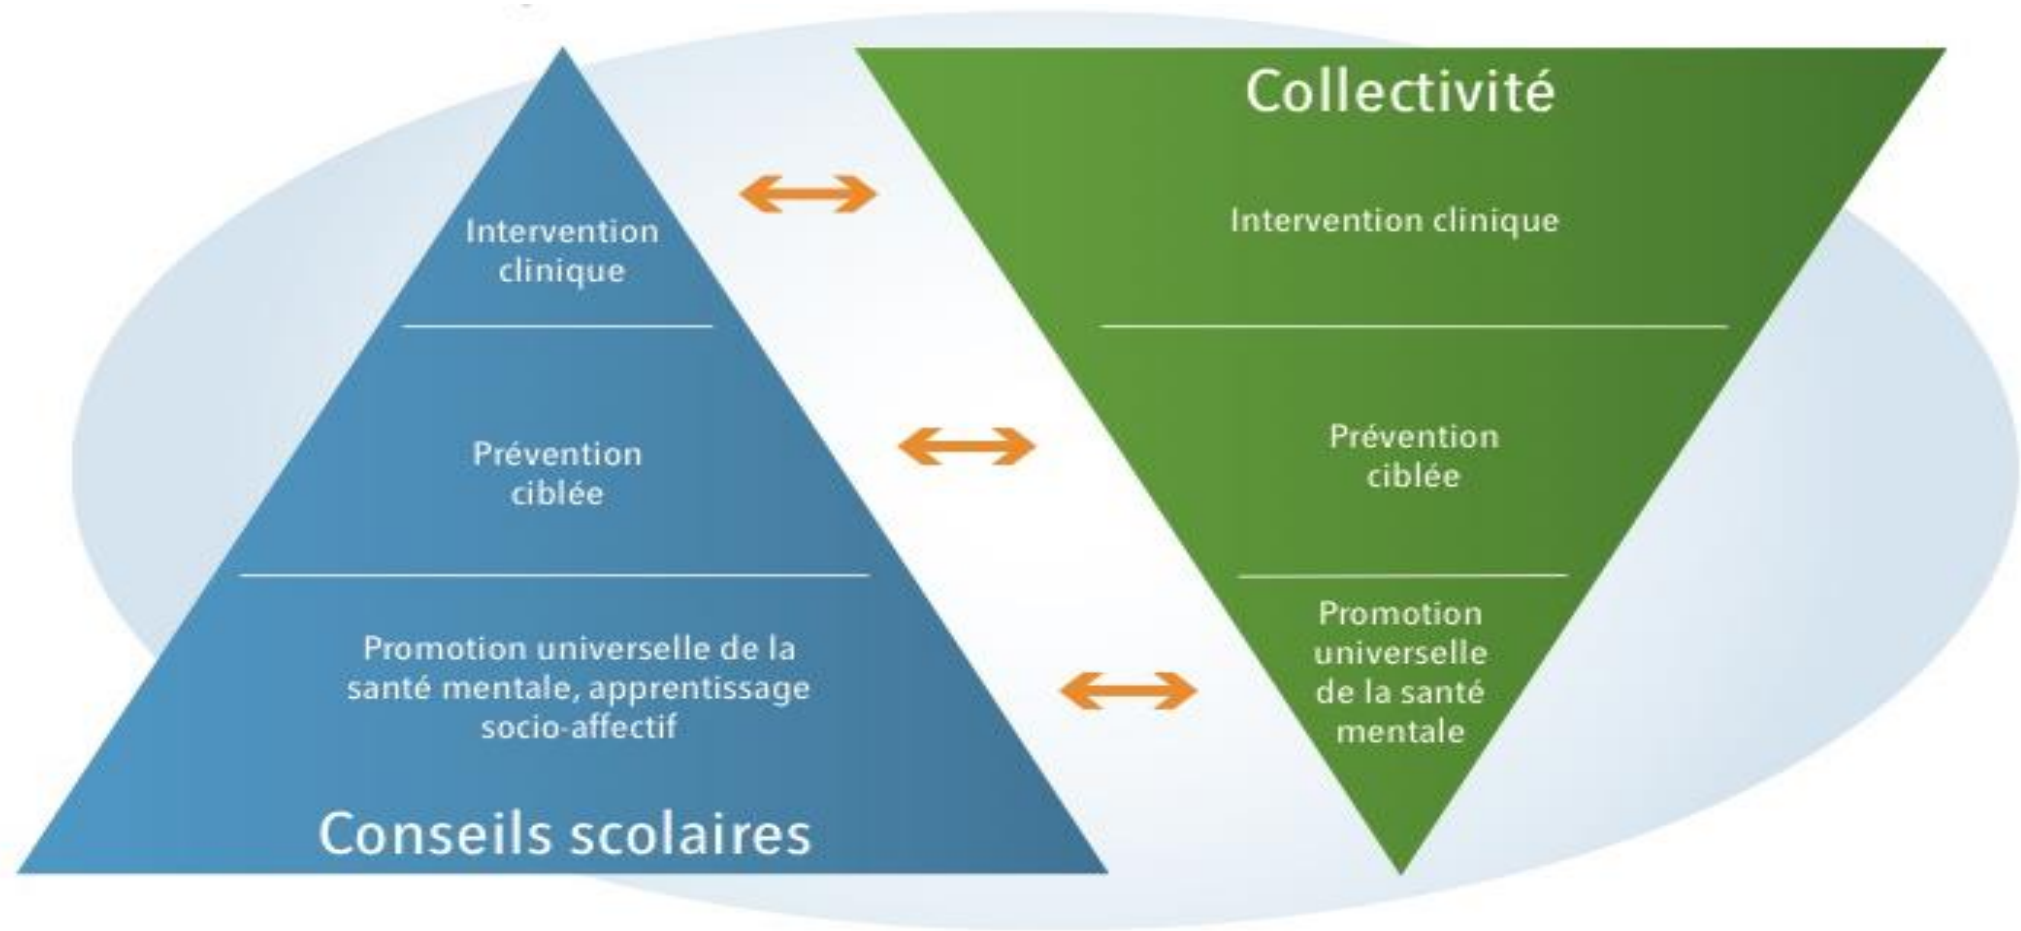 Intervention
clinique
Prévention
ciblée
Promotion universelle de la
santé mentale, apprentissage
socio-affectif
Conseils scolaires
Collectivité
Intervention clinique
Prévention
ciblée
Promotion
universelle
de la santé
mentale